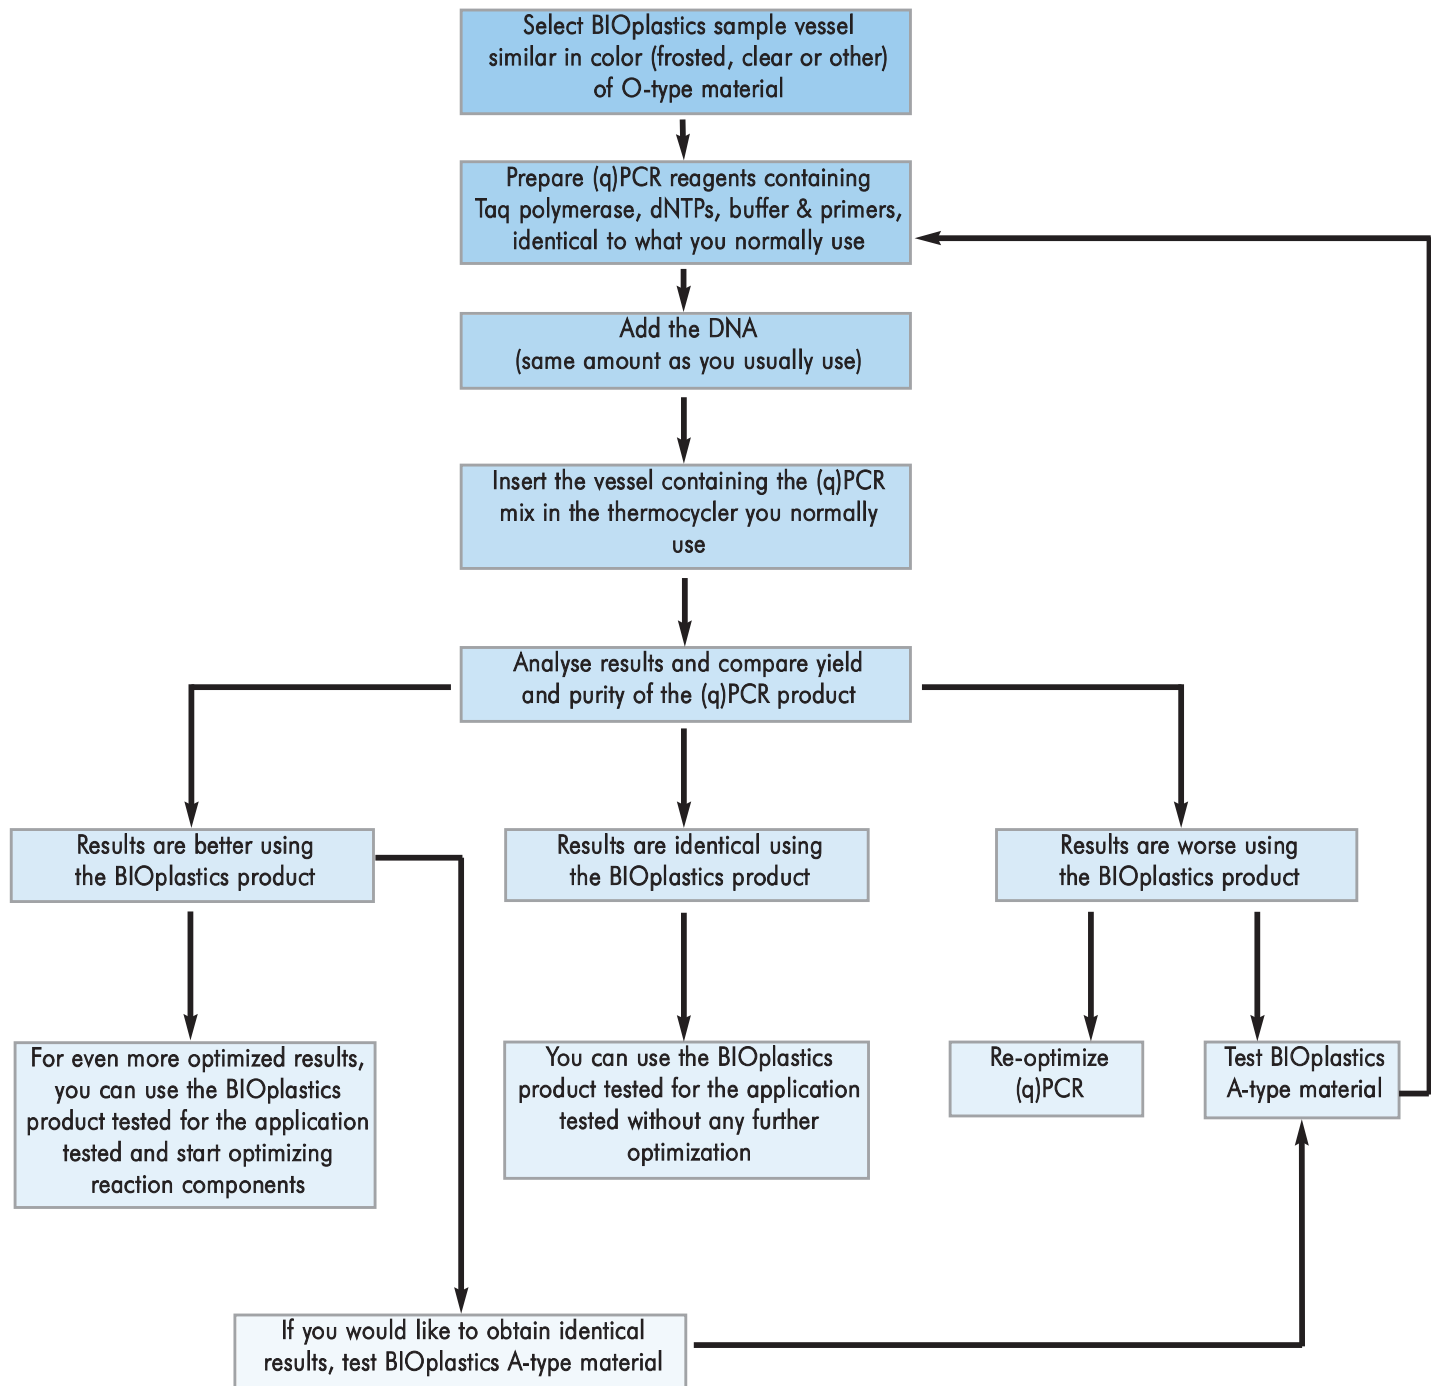 Select BIOplastics sample vessel
similar in color (frosted, clear or other)
of O-type material
Prepare (q)PCR reagents containing
Taq polymerase, dNTPs, buffer & primers,
identical to what you normally use
Add the DNA
(same amount as you usually use)
Insert the vessel containing the (q)PCR
mix in the thermocycler you normally
use
Analyse results and compare yield
and purity of the (q)PCR product
Results are better using
the BIOplastics product
Results are identical using
the BIOplastics product
Results are worse using
the BIOplastics product
For even more optimized results,
you can use the BIOplastics
product tested for the application
tested and start optimizing
reaction components
You can use the BIOplastics
product tested for the application
tested without any further
optimization
Re-optimize
(q)PCR
Test BIOplastics
A-type material
If you would like to obtain identical
results, test BIOplastics A-type material